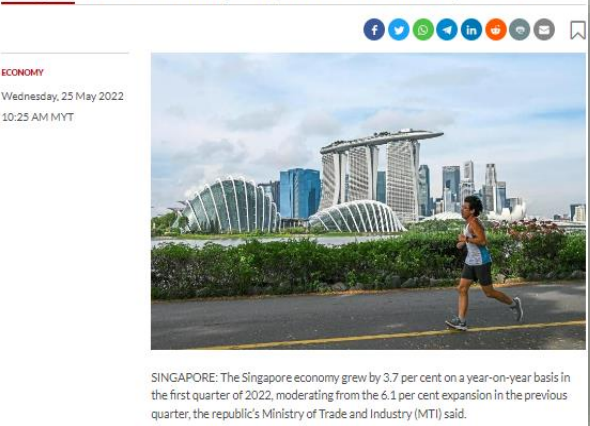 ECONOMY
Wednesday, 25 May 2022
10:25 AM MYT
SINGAPORE: The Singapore economy grew by 3.7 per cent on a year-on-year basis in
the first quarter of 2022, moderating from the 6.1 per cent expansion in the previous
quarter, the republic's Ministry of Trade and Industry (MTI) said.